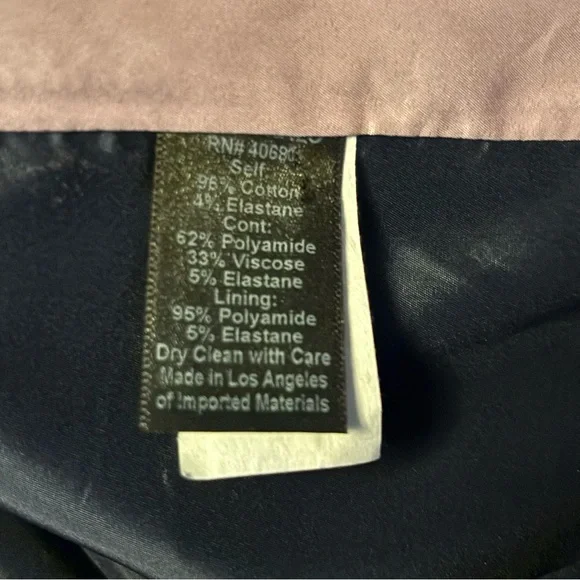 RN# 40680
Self
96% Cotton
4% Elastane
Cont:
62% Polyamide
33% Viscose
5% Elastane
Lining:
95% Polyamide
5% Elastane
Dry Clean with Care
Made in Los Angeles
of Imported Materials